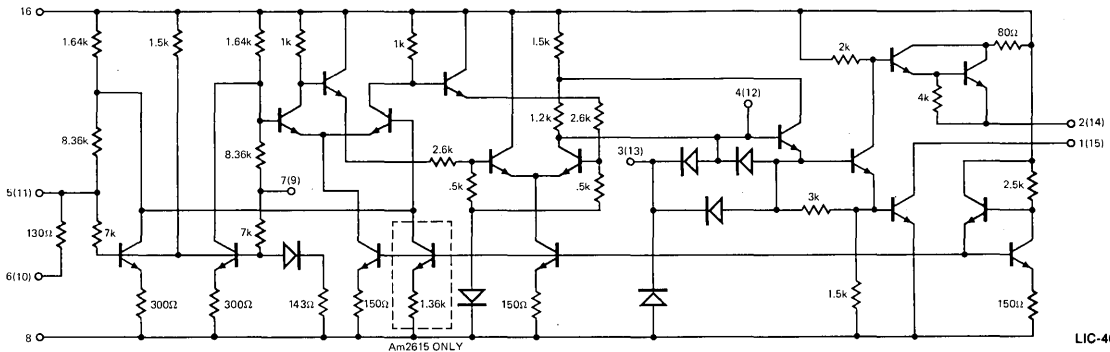 16
1.64k
1.5k
1.64k
1k
1k
1.5k
2k
80Ω
4(12)
4k
2(14)
1.2k
2.6k
1(15)
8.36k
8.36k
2.6k
3(13)
5(11)
7(9)
.5k
.5k
3k
2.5k
130Ω
7k
7k
6(10)
300Ω
300Ω
143Ω
150Ω
1.36k
150Ω
1.5k
150Ω
8
Am2615 ONLY